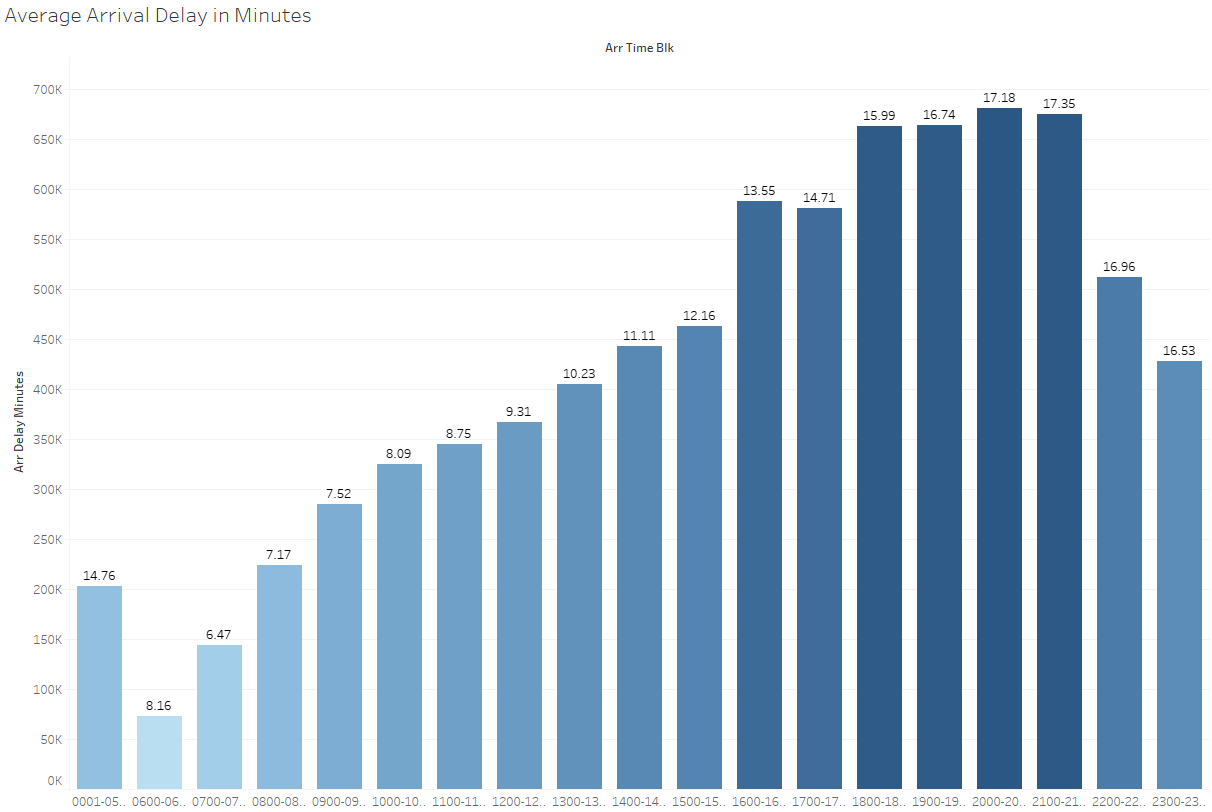 Average Arrival Delay in Minutes
Arr Time Blk
Arr Delay Minutes
700K
650K
600K
550K
500K
450K
400K
350K
300K
250K
200K
150K
100K
50K
0K
14.76
8.16
6.47
7.17
7.52
8.09
8.75
9.31
10.23
11.11
12.16
13.55
14.71
15.99
16.74
17.18
17.35
16.96
16.53
0001-05.. 0600-06.. 0700-07.. 0800-08.. 0900-09.. 1000-10.. 1100-11.. 1200-12.. 1300-13.. 1400-14.. 1500-15.. 1600-16.. 1700-17.. 1800-18.. 1900-19.. 2000-20.. 2100-21.. 2200-22.. 2300-23..